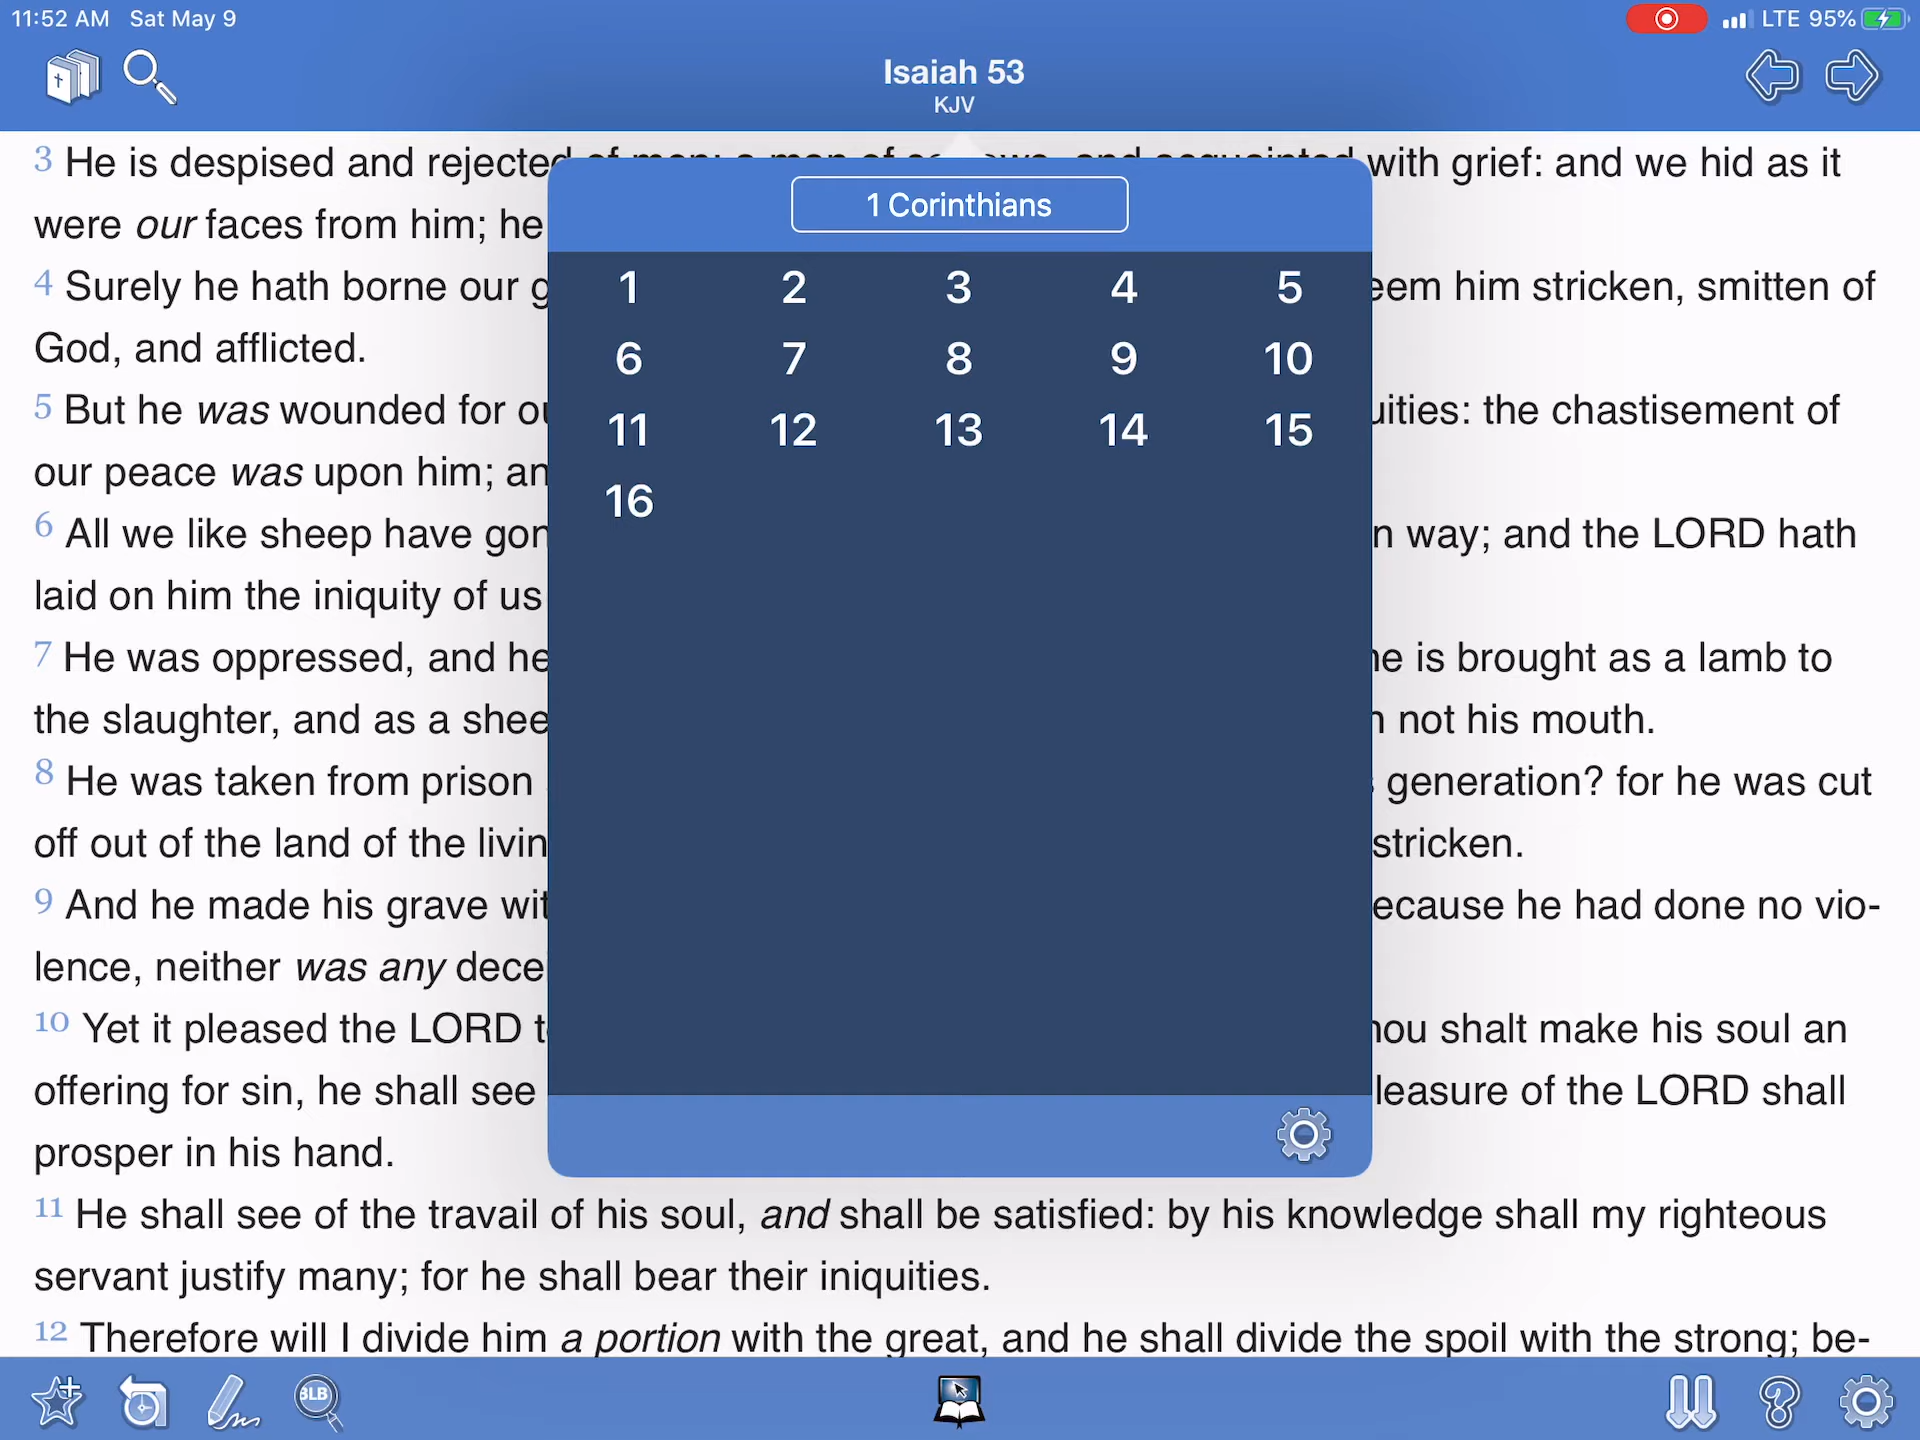 11:52 AM Sat May 9 LTE 95%
Isaiah 53
KJV
3 He is despised and rejected of men; a man of sorrows, and acquainted with grief: and we hid as it
were our faces from him; he
4 Surely he hath borne our g eem him stricken, smitten of
God, and afflicted.
5 But he was wounded for ou uities: the chastisement of
our peace was upon him; an
6 All we like sheep have gon n way; and the LORD hath
laid on him the iniquity of us
7 He was oppressed, and he he is brought as a lamb to
the slaughter, and as a shee h not his mouth.
8 He was taken from prison s generation? for he was cut
off out of the land of the livin stricken.
9 And he made his grave wit ecause he had done no vio-
lence, neither was any decei
10 Yet it pleased the LORD t hou shalt make his soul an
offering for sin, he shall see leasure of the LORD shall
prosper in his hand.
11 He shall see of the travail of his soul, and shall be satisfied: by his knowledge shall my righteous
servant justify many; for he shall bear their iniquities.
12 Therefore will I divide him a portion with the great, and he shall divide the spoil with the strong; be-
1 Corinthians
1 2 3 4 5
6 7 8 9 10
11 12 13 14 15
16
BLB